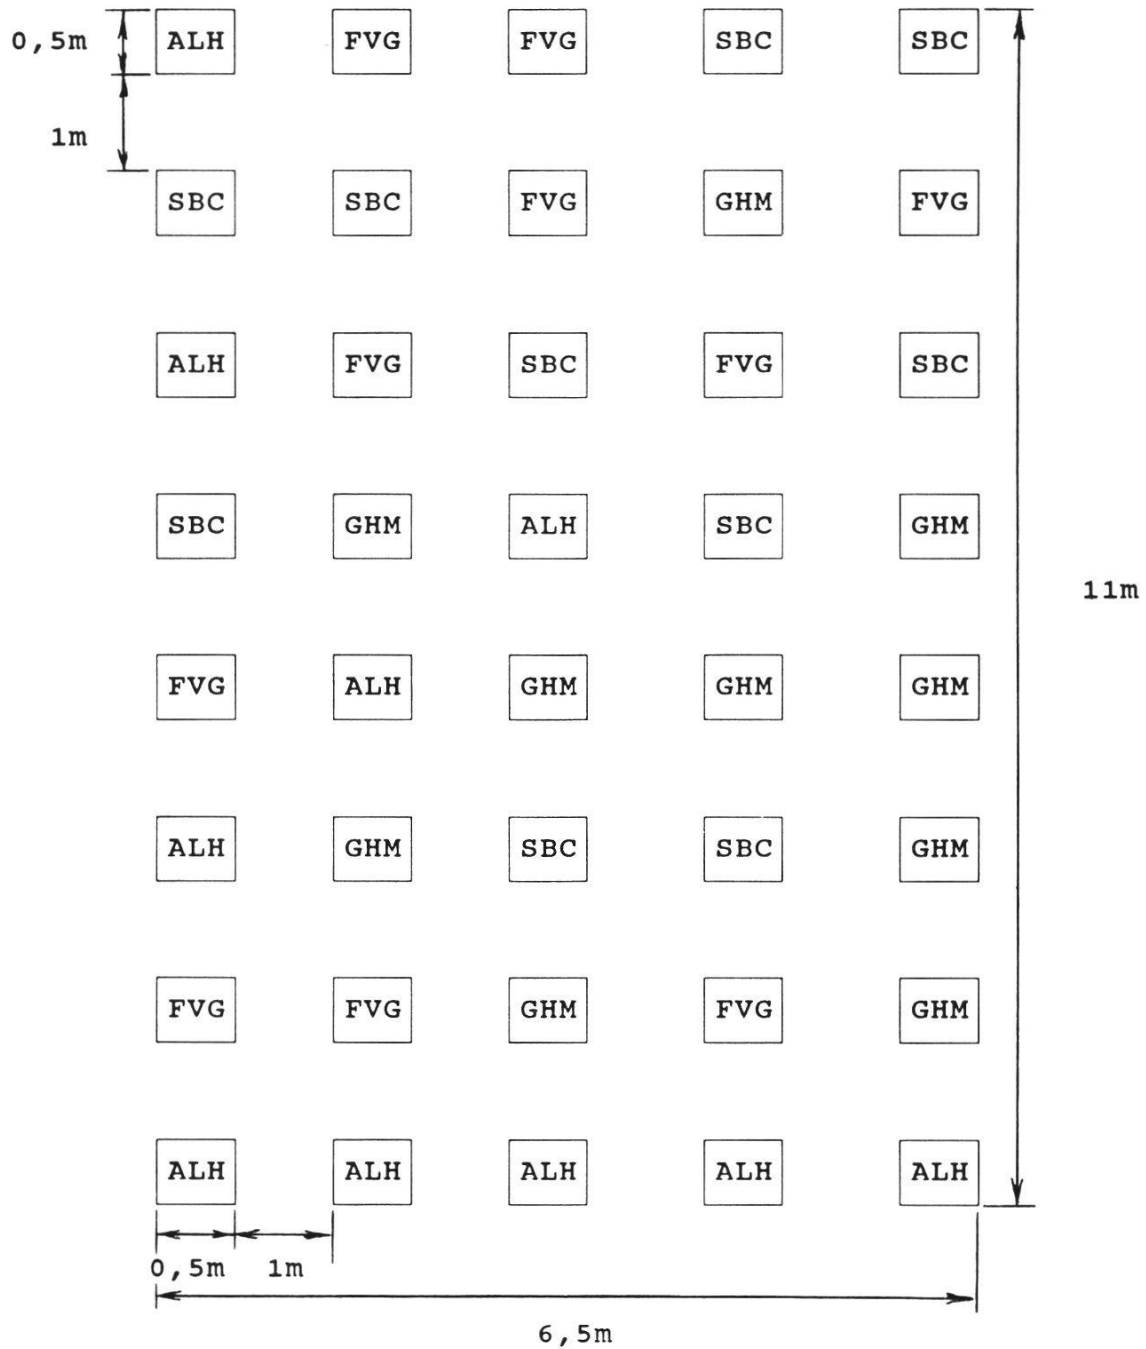 0,5m ALH FVG FVG SBC SBC
1m
SBC SBC FVG GHM FVG
ALH FVG SBC FVG SBC
SBC GHM ALH SBC GHM
11m
FVG ALH GHM GHM GHM
ALH GHM SBC SBC GHM
FVG FVG GHM FVG GHM
ALH ALH ALH ALH ALH
0,5m 1m
6,5m